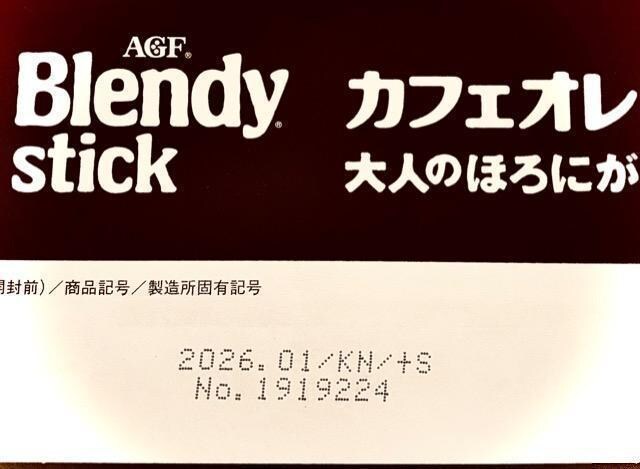 AGF®
Blendy®
stick
カフェオレ
大人のほろにが
開封前)／商品記号／製造所固有記号
2026.01/KN/+S
No.1919224